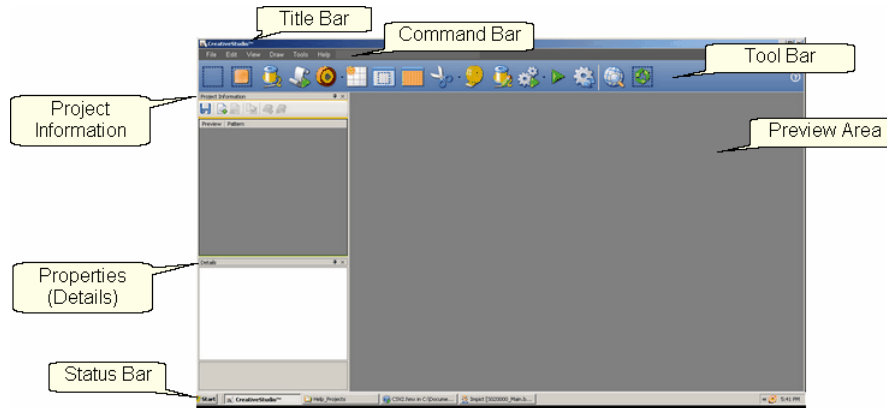 Title Bar
Command Bar
Tool Bar
CreativeStudio™
File Edit View Draw Tools Help
Project
Information
Project Information
Preview Pattern
Preview Area
Properties
(Details)
Details
Status Bar
Start CreativeStudio™ Help_Projects 5:41 PM